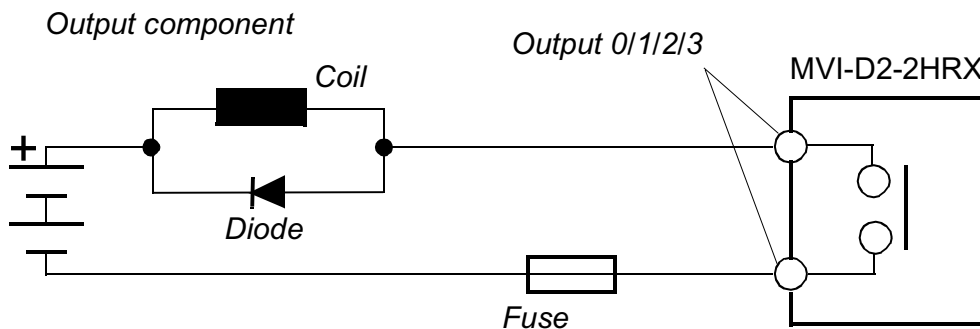 Output component
Output 0/1/2/3
Coil
MVI-D2-2HRX
+
Diode
Fuse